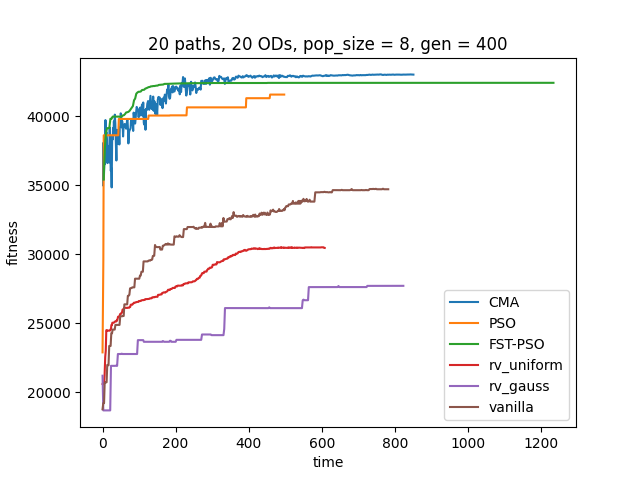 20 paths, 20 ODs, pop_size = 8, gen = 400
fitness
40000
35000
30000
25000
20000
0 200 400 600 800 1000 1200
time
CMA
PSO
FST-PSO
rv_uniform
rv_gauss
vanilla